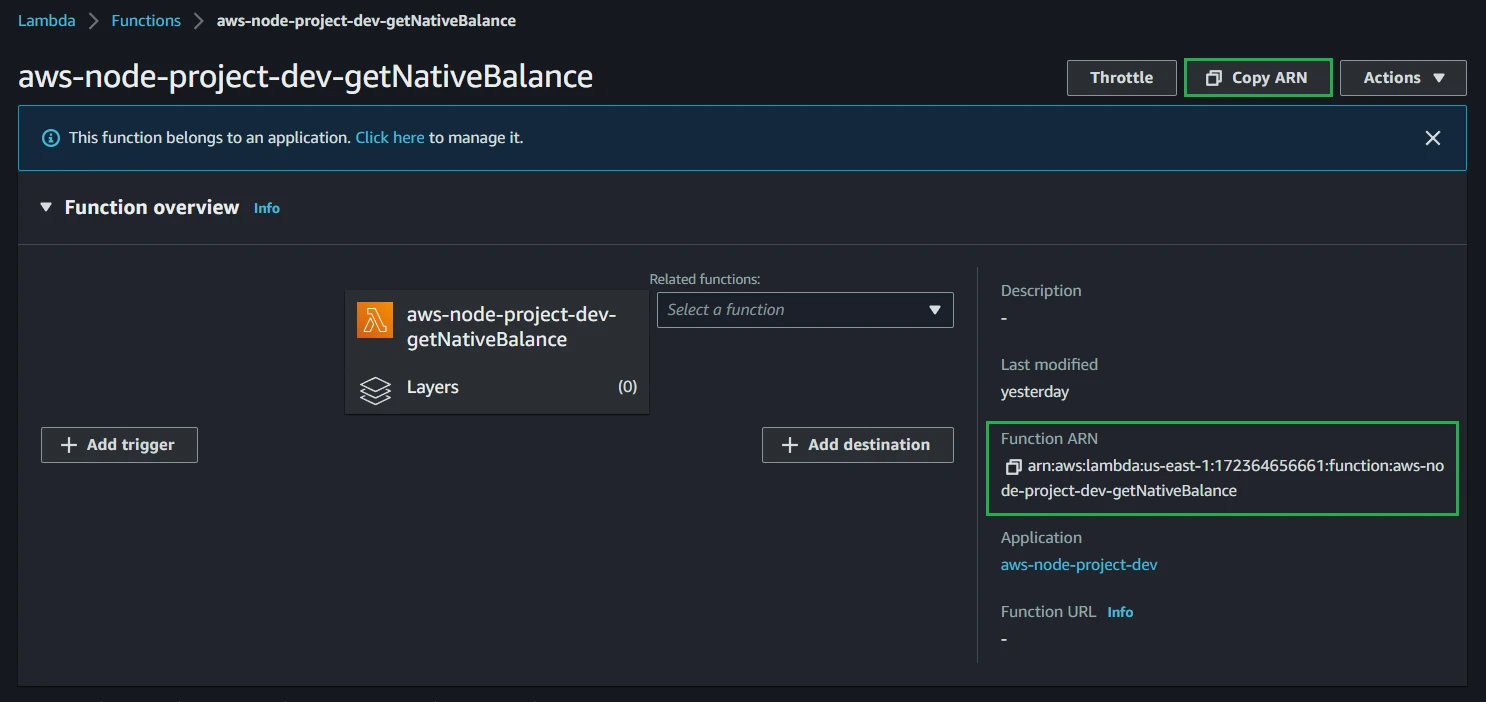 Lambda > Functions > aws-node-project-dev-getNativeBalance
aws-node-project-dev-getNativeBalance
Throttle
Copy ARN
Actions
This function belongs to an application. Click here to manage it.
Function overview Info
aws-node-project-dev-
getNativeBalance
Layers (0)
Related functions:
Select a function
Add trigger
Add destination
Description
-
Last modified
yesterday
Function ARN
arn:aws:lambda:us-east-1:172364656661:function:aws-no
de-project-dev-getNativeBalance
Application
aws-node-project-dev
Function URL Info
-